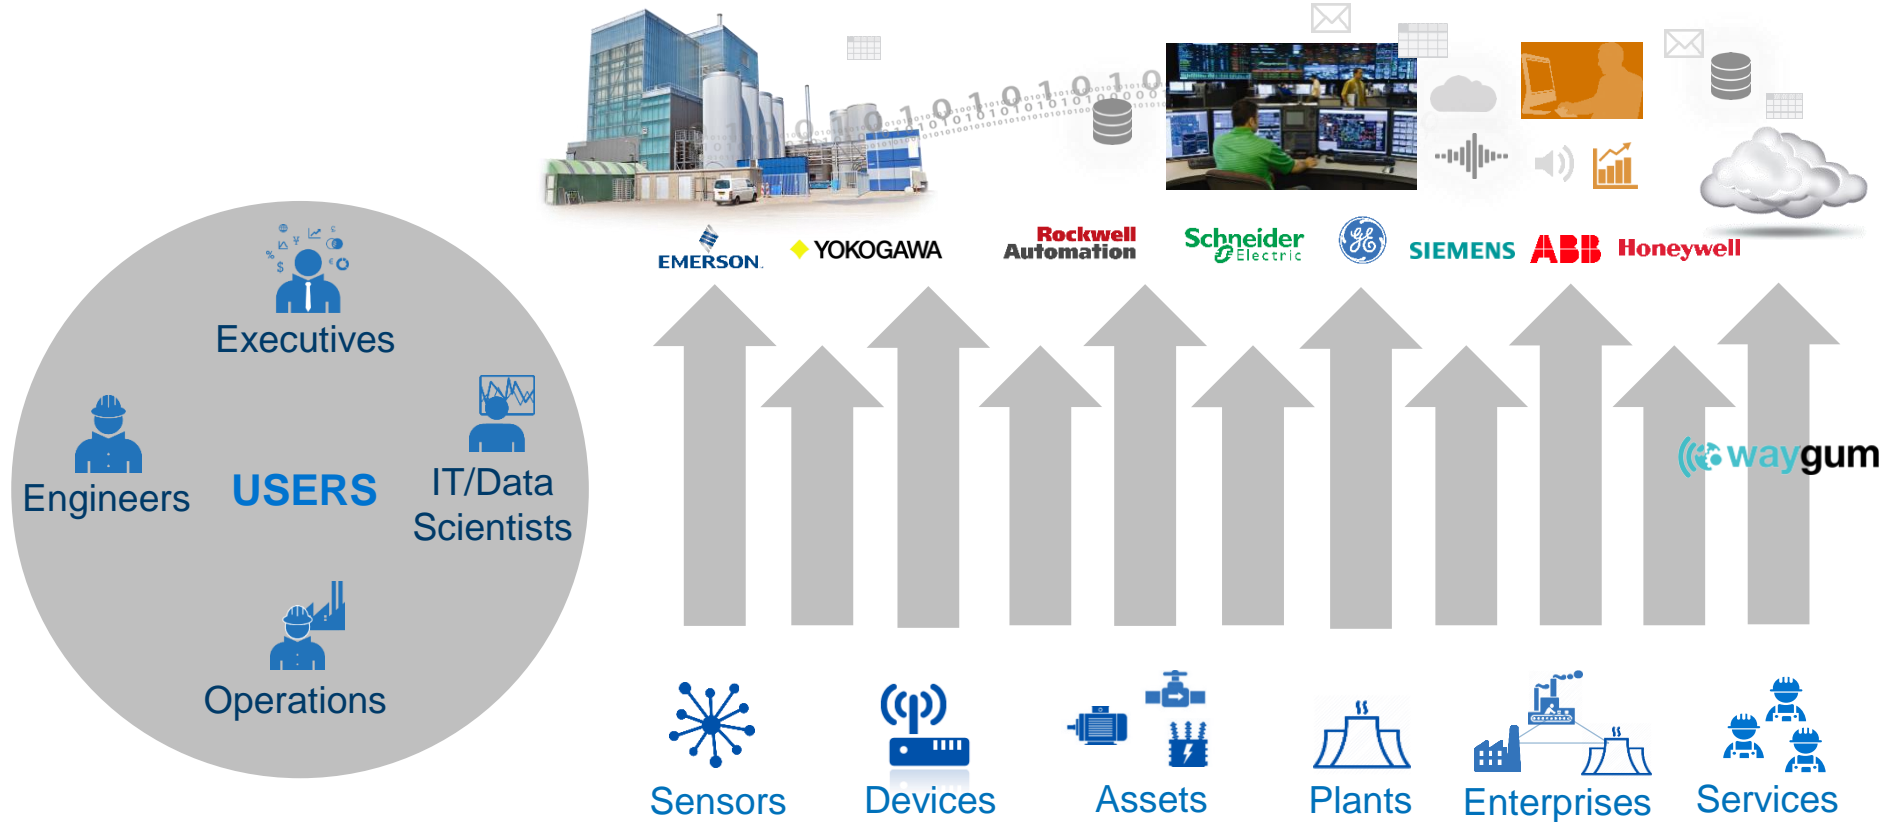 EMERSON
YOKOGAWA
Rockwell
Automation
Schneider
Electric
GE
SIEMENS
ABB
Honeywell
Executives
Engineers
USERS
IT/Data
Scientists
Operations
waygum
Sensors
Devices
Assets
Plants
Enterprises
Services